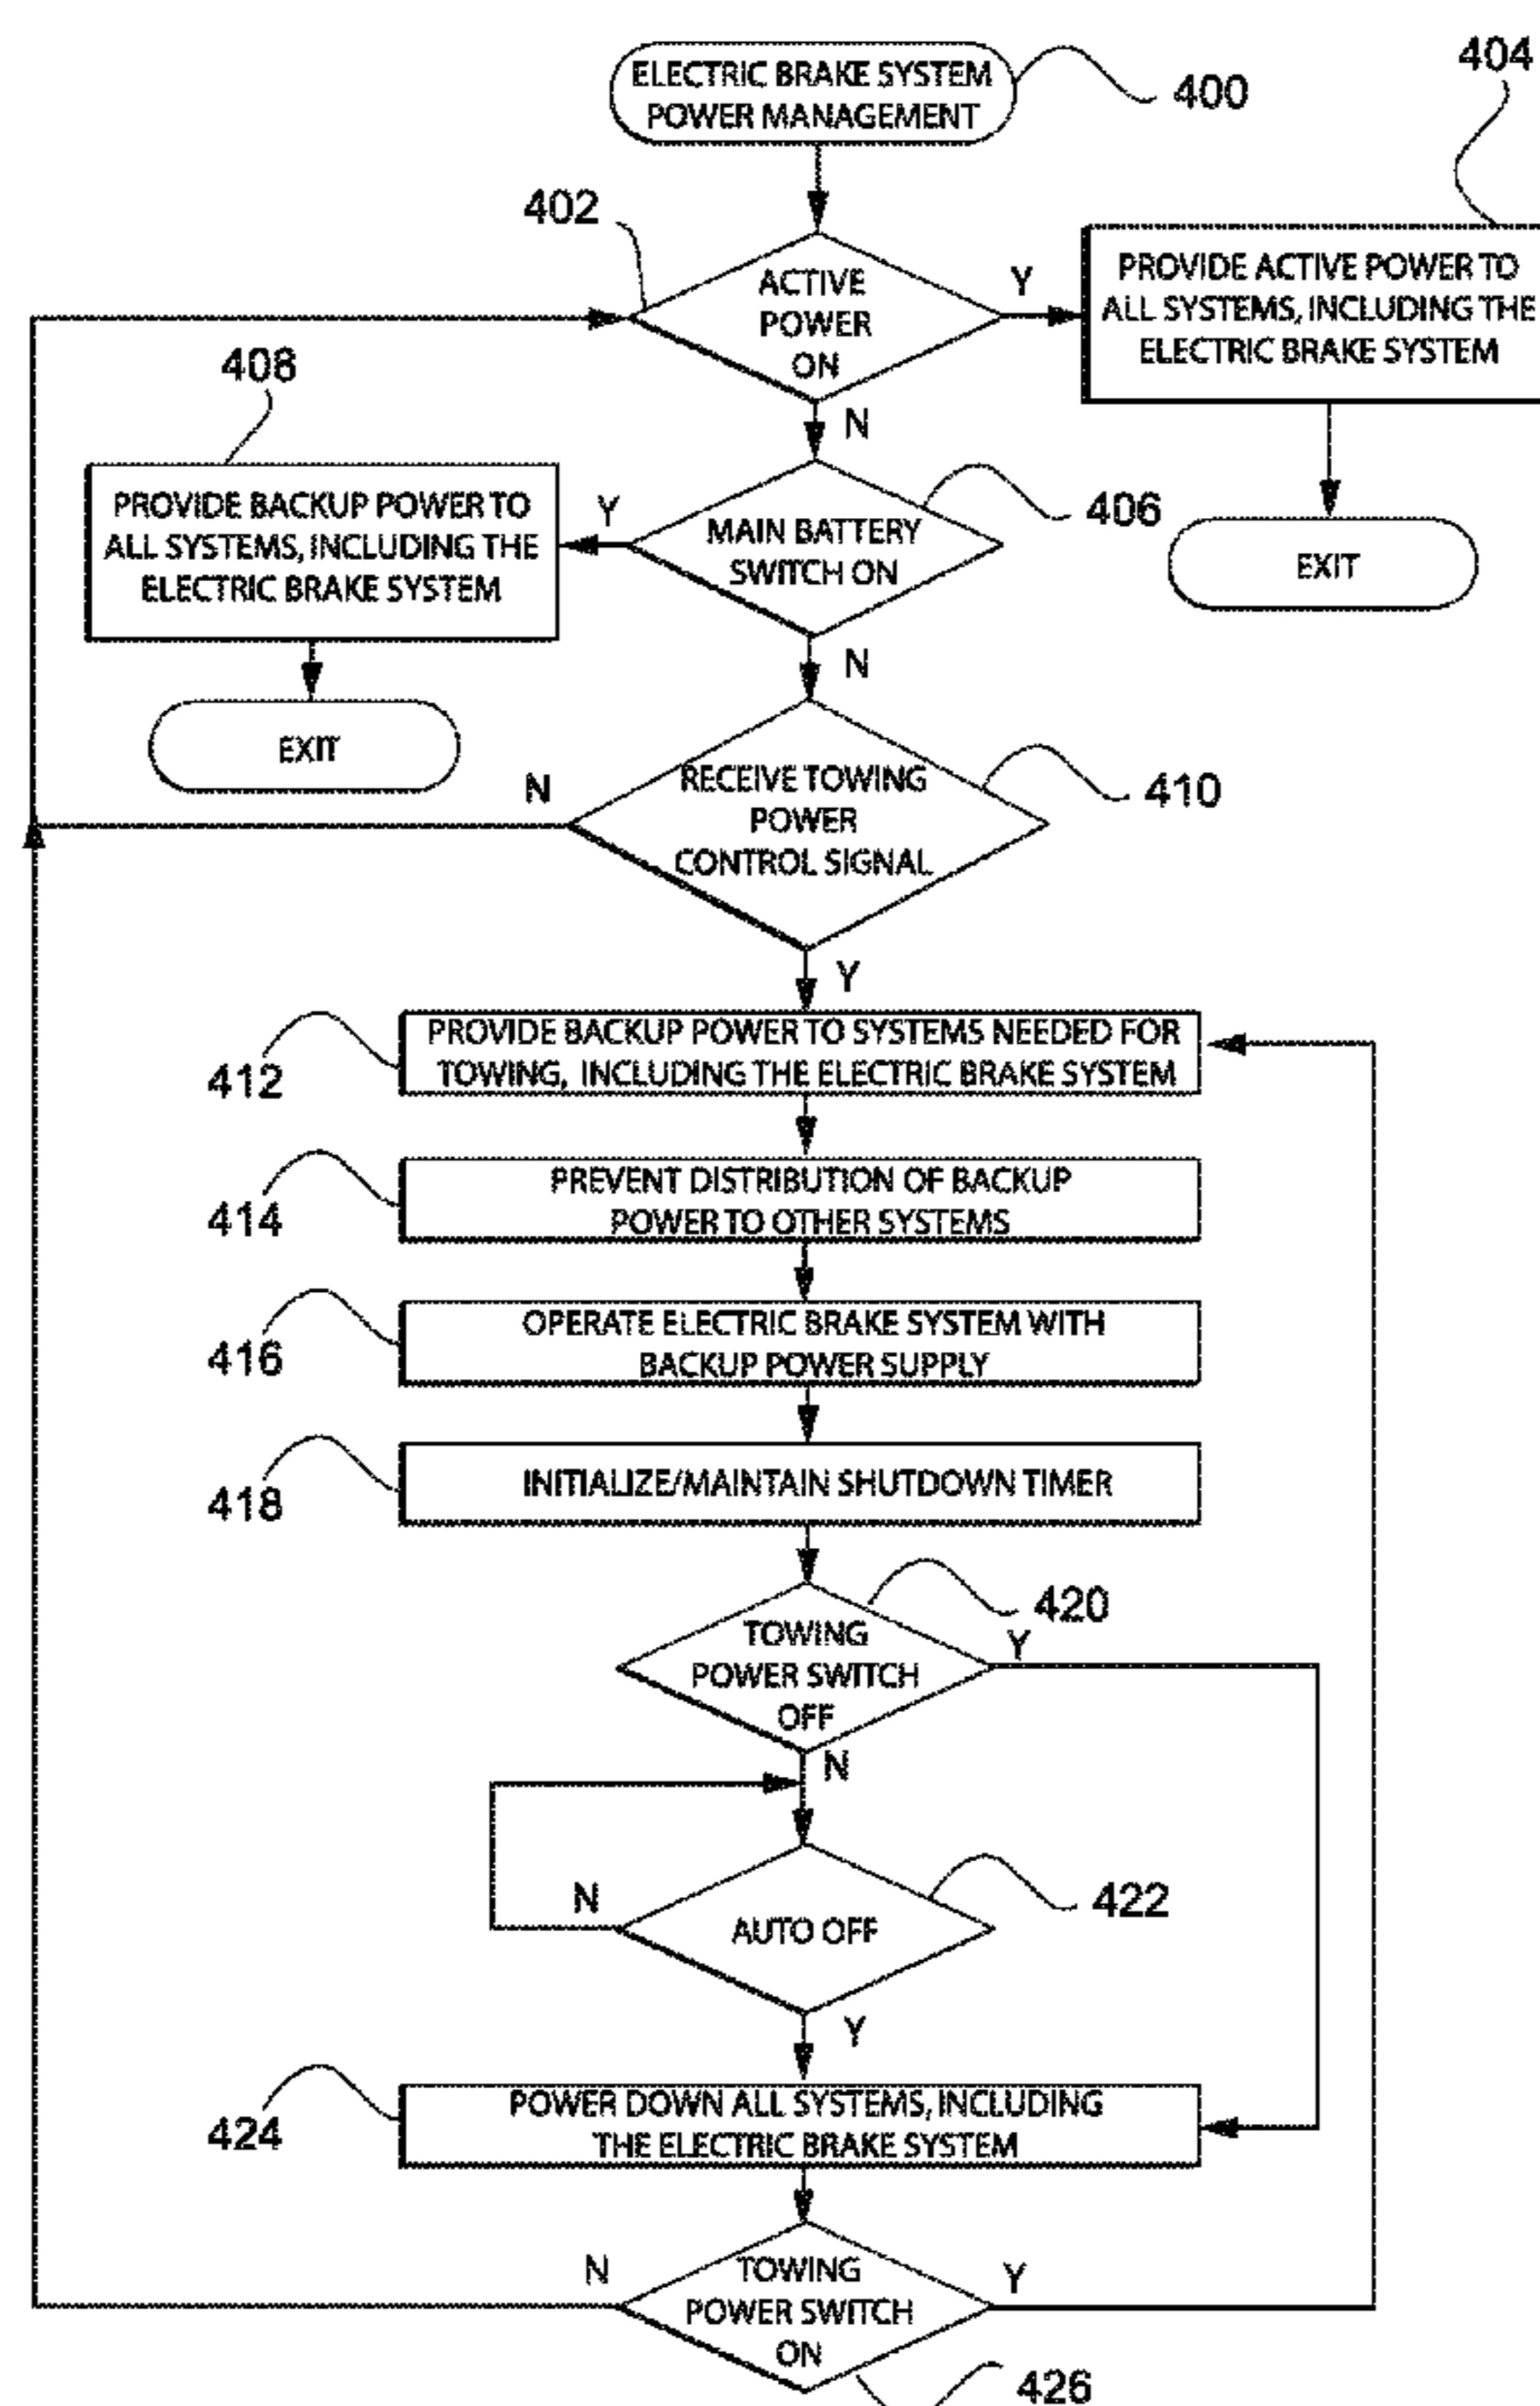 ELECTRIC BRAKE SYSTEM
POWER MANAGEMENT
400
404
402
ACTIVE
POWER
ON
Y
PROVIDE ACTIVE POWER TO
ALL SYSTEMS, INCLUDING THE
ELECTRIC BRAKE SYSTEM
N
408
406
MAIN BATTERY
SWITCH ON
Y
PROVIDE BACKUP POWER TO
ALL SYSTEMS, INCLUDING THE
ELECTRIC BRAKE SYSTEM
EXIT
N
EXIT
RECEIVE TOWING
POWER
CONTROL SIGNAL
N
410
Y
PROVIDE BACKUP POWER TO SYSTEMS NEEDED FOR
TOWING, INCLUDING THE ELECTRIC BRAKE SYSTEM
412
PREVENT DISTRIBUTION OF BACKUP
POWER TO OTHER SYSTEMS
414
OPERATE ELECTRIC BRAKE SYSTEM WITH
BACKUP POWER SUPPLY
416
INITIALIZE/MAINTAIN SHUTDOWN TIMER
418
420
TOWING
POWER SWITCH
OFF
Y
N
N
AUTO OFF
422
Y
POWER DOWN ALL SYSTEMS, INCLUDING
THE ELECTRIC BRAKE SYSTEM
424
N
TOWING
POWER SWITCH
ON
Y
426